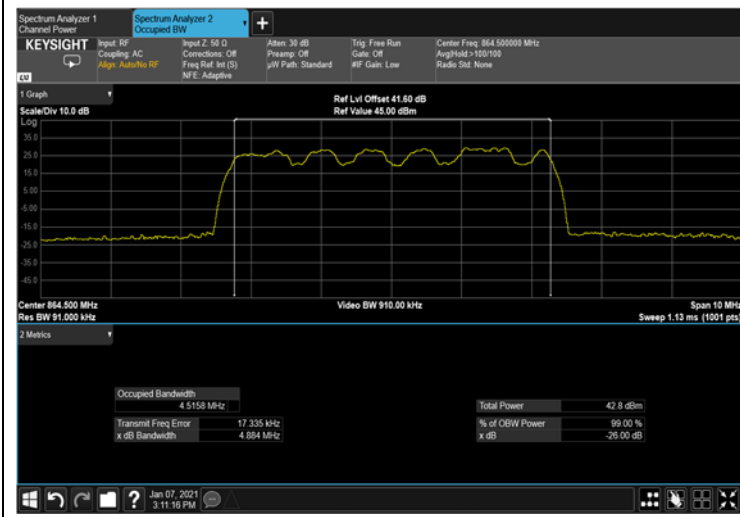 Spectrum Analyzer 1
Channel Power
Spectrum Analyzer 2
Occupied BW
+
KEYSIGHT
LXI
Input: RF
Coupling: AC
Align: Auto/No RF
Input Z: 50 Ω
Corrections: Off
Freq Ref: Int (S)
NFE: Adaptive
Atten: 30 dB
Preamp: Off
µW Path: Standard
Trig: Free Run
Gate: Off
#IF Gain: Low
Center Freq: 864.500000 MHz
Avg|Hold:>100/100
Radio Std: None
1 Graph
Scale/Div 10.0 dB
Ref Lvl Offset 41.60 dB
Ref Value 45.00 dBm
Log
35.0
25.0
15.0
5.00
-5.00
-15.0
-25.0
-35.0
-45.0
Center 864.500 MHz
Res BW 91.000 kHz
Video BW 910.00 kHz
Span 10 MHz
Sweep 1.13 ms (1001 pts)
2 Metrics
Occupied Bandwidth
4.5158 MHz
Transmit Freq Error 17.335 kHz
x dB Bandwidth 4.884 MHz
Total Power 42.8 dBm
% of OBW Power 99.00 %
x dB -26.00 dB
?
Jan 07, 2021
3:11:16 PM